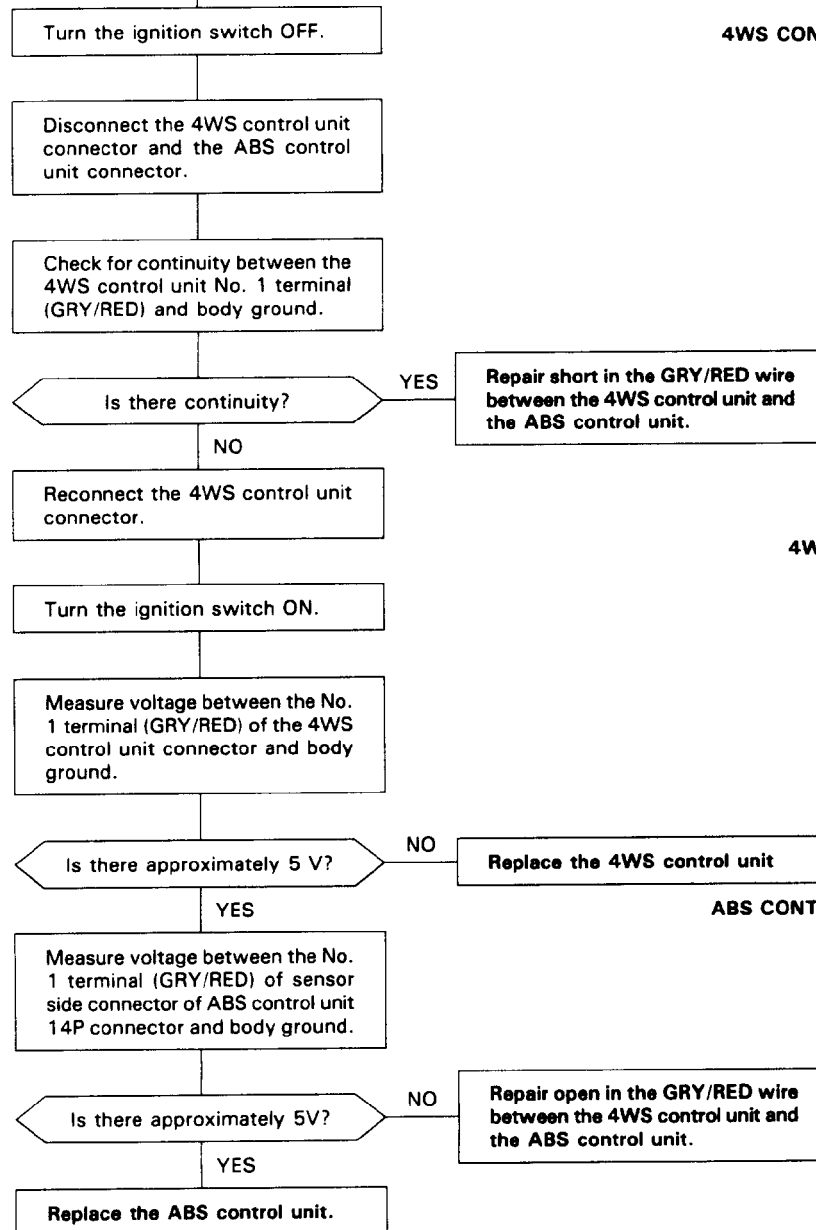 Turn the ignition switch OFF.
4WS CON
Disconnect the 4WS control unit
connector and the ABS control
unit connector.
Check for continuity between the
4WS control unit No. 1 terminal
(GRY/RED) and body ground.
Is there continuity?
YES
Repair short in the GRY/RED wire
between the 4WS control unit and
the ABS control unit.
NO
Reconnect the 4WS control unit
connector.
4W
Turn the ignition switch ON.
Measure voltage between the No.
1 terminal (GRY/RED) of the 4WS
control unit connector and body
ground.
Is there approximately 5 V?
NO
Replace the 4WS control unit
YES
ABS CONT
Measure voltage between the No.
1 terminal (GRY/RED) of sensor
side connector of ABS control unit
14P connector and body ground.
Is there approximately 5V?
NO
Repair open in the GRY/RED wire
between the 4WS control unit and
the ABS control unit.
YES
Replace the ABS control unit.